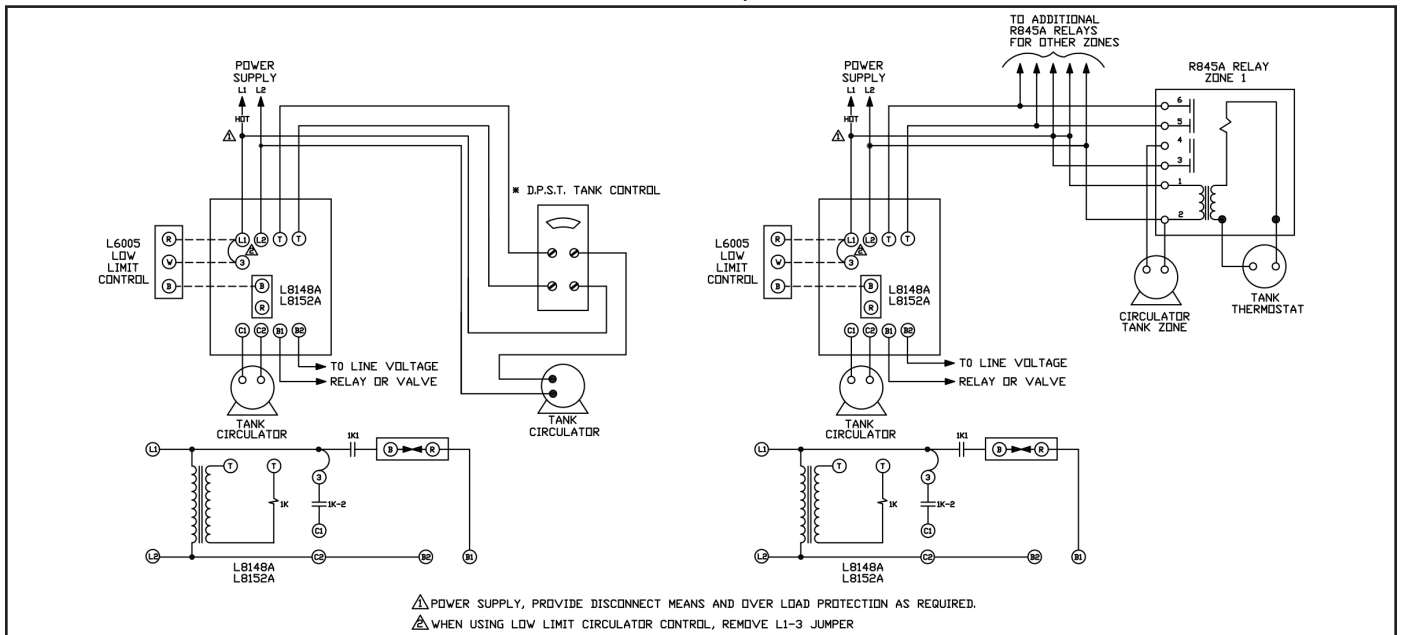 POWER
SUPPLY
L1 L2
HOT
1
* D.P.S.T. TANK CONTROL
L6005
LOW
LIMIT
CONTROL
R
W
B
L1 L2 T T
2
3
B
R
L8148A
L8152A
C1 C2 B1 B2
TO LINE VOLTAGE
RELAY OR VALVE
TANK
CIRCULATOR
TANK
CIRCULATOR
L1
1K1
B R
T T
3
1K
1K-2
C1
L2
C2
B2
B1
L8148A
L8152A
TO ADDITIONAL
R845A RELAYS
FOR OTHER ZONES
POWER
SUPPLY
L1 L2
HOT
1
R845A RELAY
ZONE 1
6
5
4
3
1
2
L6005
LOW
LIMIT
CONTROL
R
W
B
L1 L2 T T
2
3
B
R
L8148A
L8152A
C1 C2 B1 B2
TO LINE VOLTAGE
RELAY OR VALVE
CIRCULATOR
TANK ZONE
TANK
THERMOSTAT
TANK
CIRCULATOR
L1
1K1
B R
T T
3
1K
1K-2
C1
L2
C2
B2
B1
L8148A
L8152A
1 POWER SUPPLY, PROVIDE DISCONNECT MEANS AND OVER LOAD PROTECTION AS REQUIRED.
2 WHEN USING LOW LIMIT CIRCULATOR CONTROL, REMOVE L1-3 JUMPER